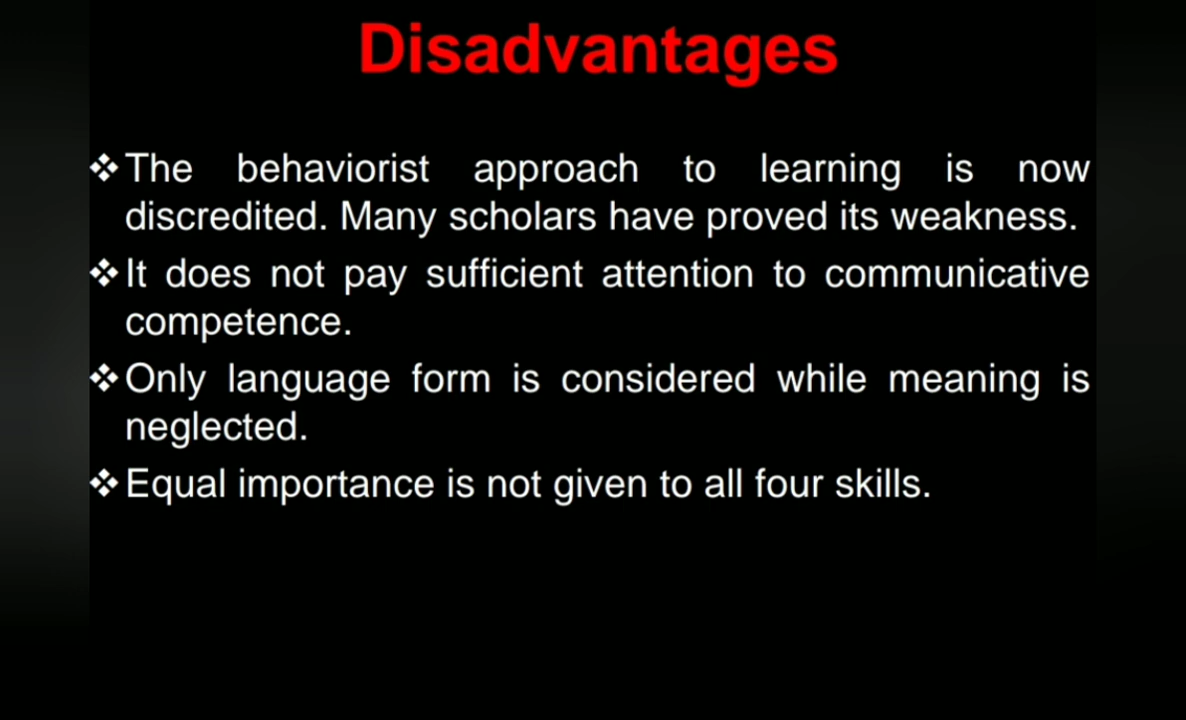 Disadvantages
❖The behaviorist approach to learning is now
discredited. Many scholars have proved its weakness.
❖It does not pay sufficient attention to communicative
competence.
❖Only language form is considered while meaning is
neglected.
❖Equal importance is not given to all four skills.